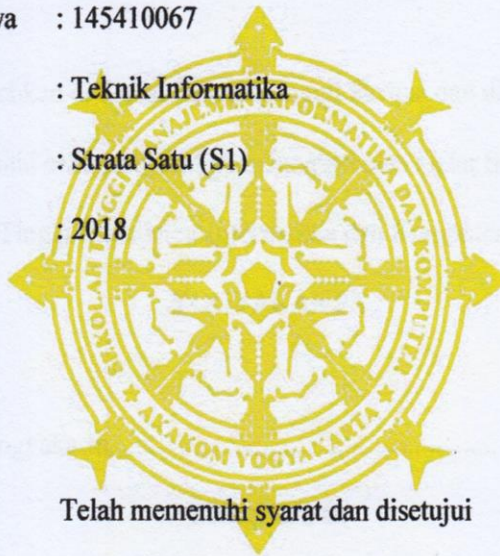 : 145410067
: Teknik Informatika
: Strata Satu (S1)
: 2018
SEKOLAH TINGGI MANAJEMEN INFORMATIKA DAN KOMPUTER
★ AKAKOM YOGYAKARTA ★
Telah memenuhi syarat dan disetujui